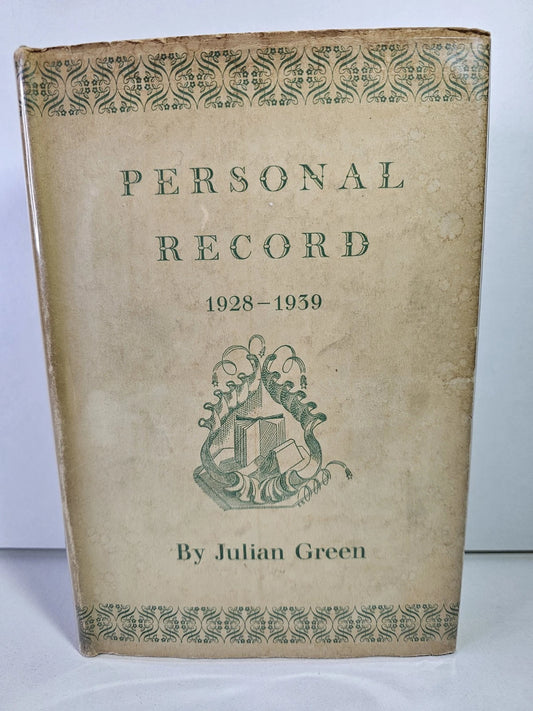 PERSONAL
RECORD
1928–1939
By Julian Green